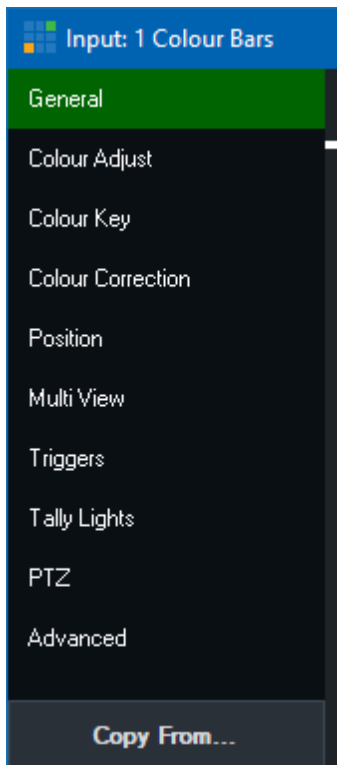 Input: 1 Colour Bars
General
Colour Adjust
Colour Key
Colour Correction
Position
Multi View
Triggers
Tally Lights
PTZ
Advanced
Copy From...